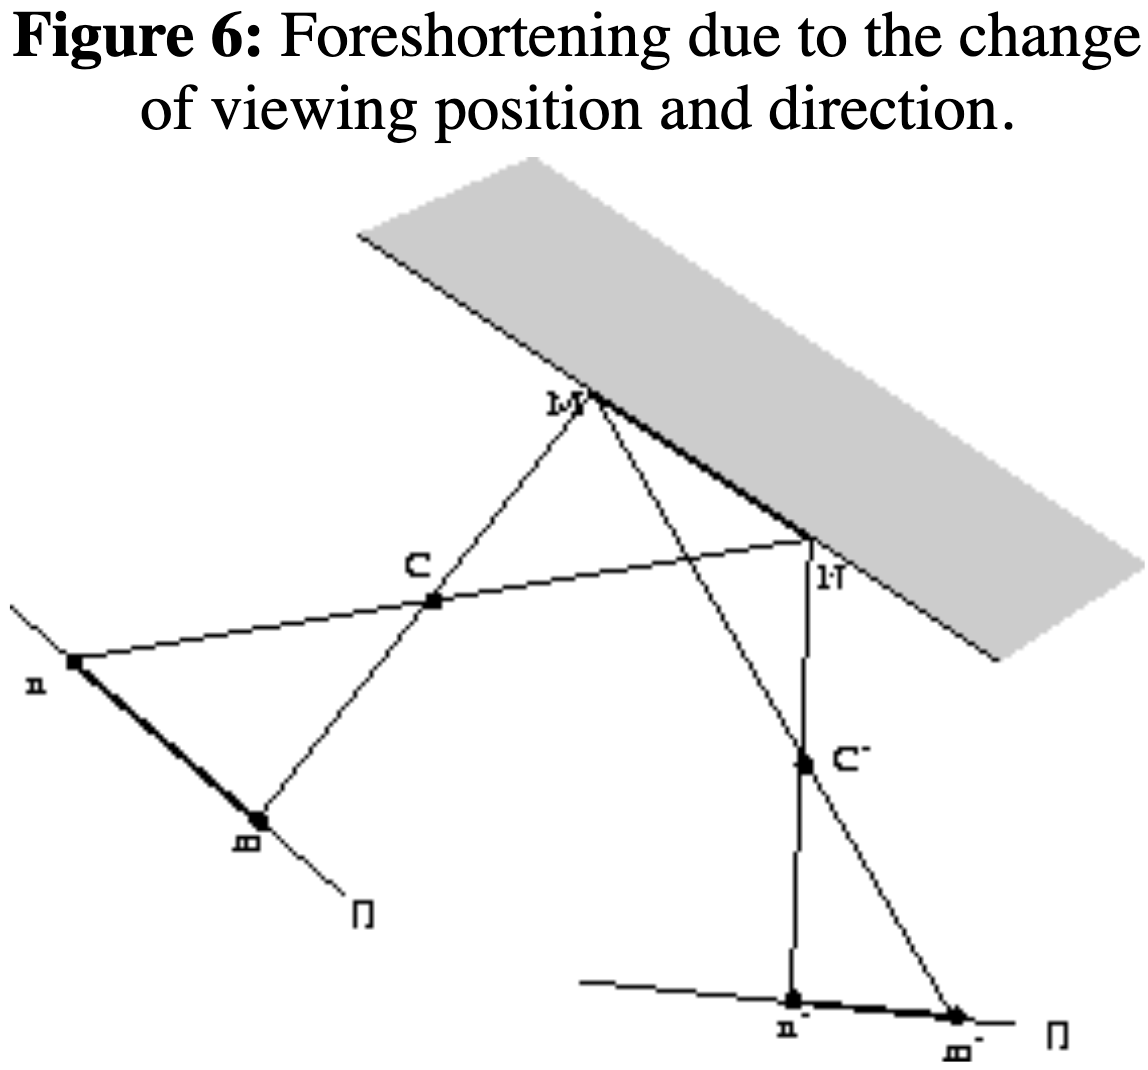 Figure 6: Foreshortening due to the change
of viewing position and direction.
M
C
N
n
C'
m
Π
n'
Π
m'